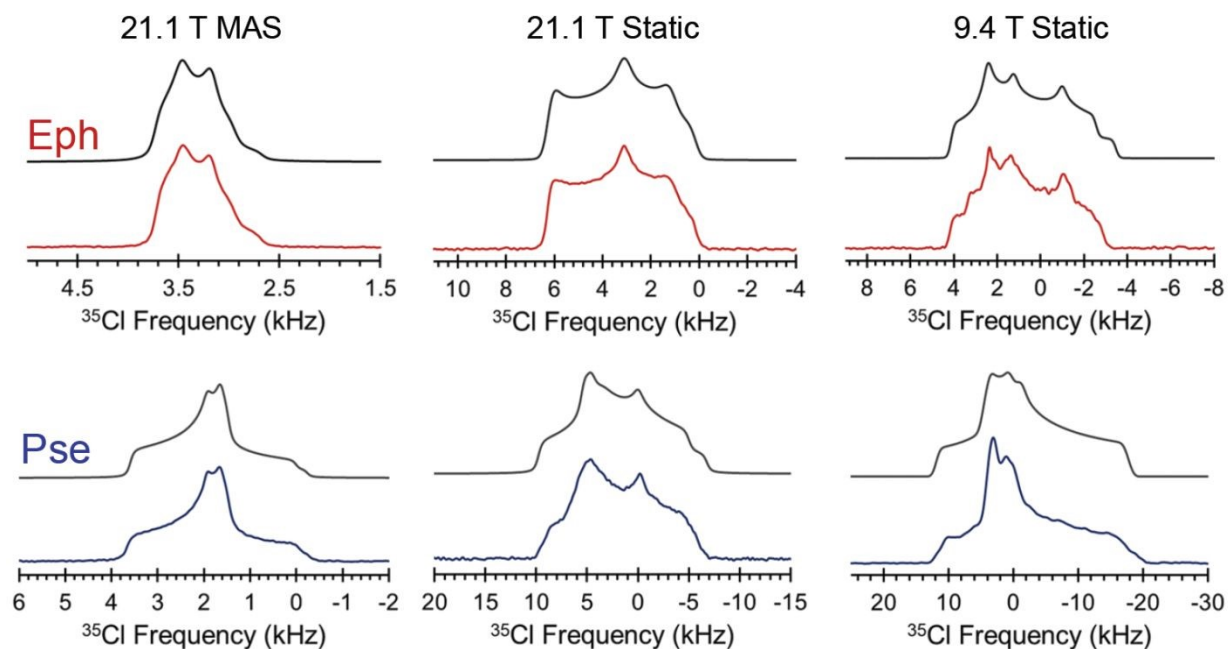 21.1 T MAS 21.1 T Static 9.4 T Static
Eph
4.5 3.5 2.5 1.5 10 8 6 4 2 0 -2 -4 8 6 4 2 0 -2 -4 -6 -8
³⁵Cl Frequency (kHz) ³⁵Cl Frequency (kHz) ³⁵Cl Frequency (kHz)
Pse
6 5 4 3 2 1 0 -1 -2 20 15 10 5 0 -5 -10 -15 20 10 0 -10 -20 -30
³⁵Cl Frequency (kHz) ³⁵Cl Frequency (kHz) ³⁵Cl Frequency (kHz)